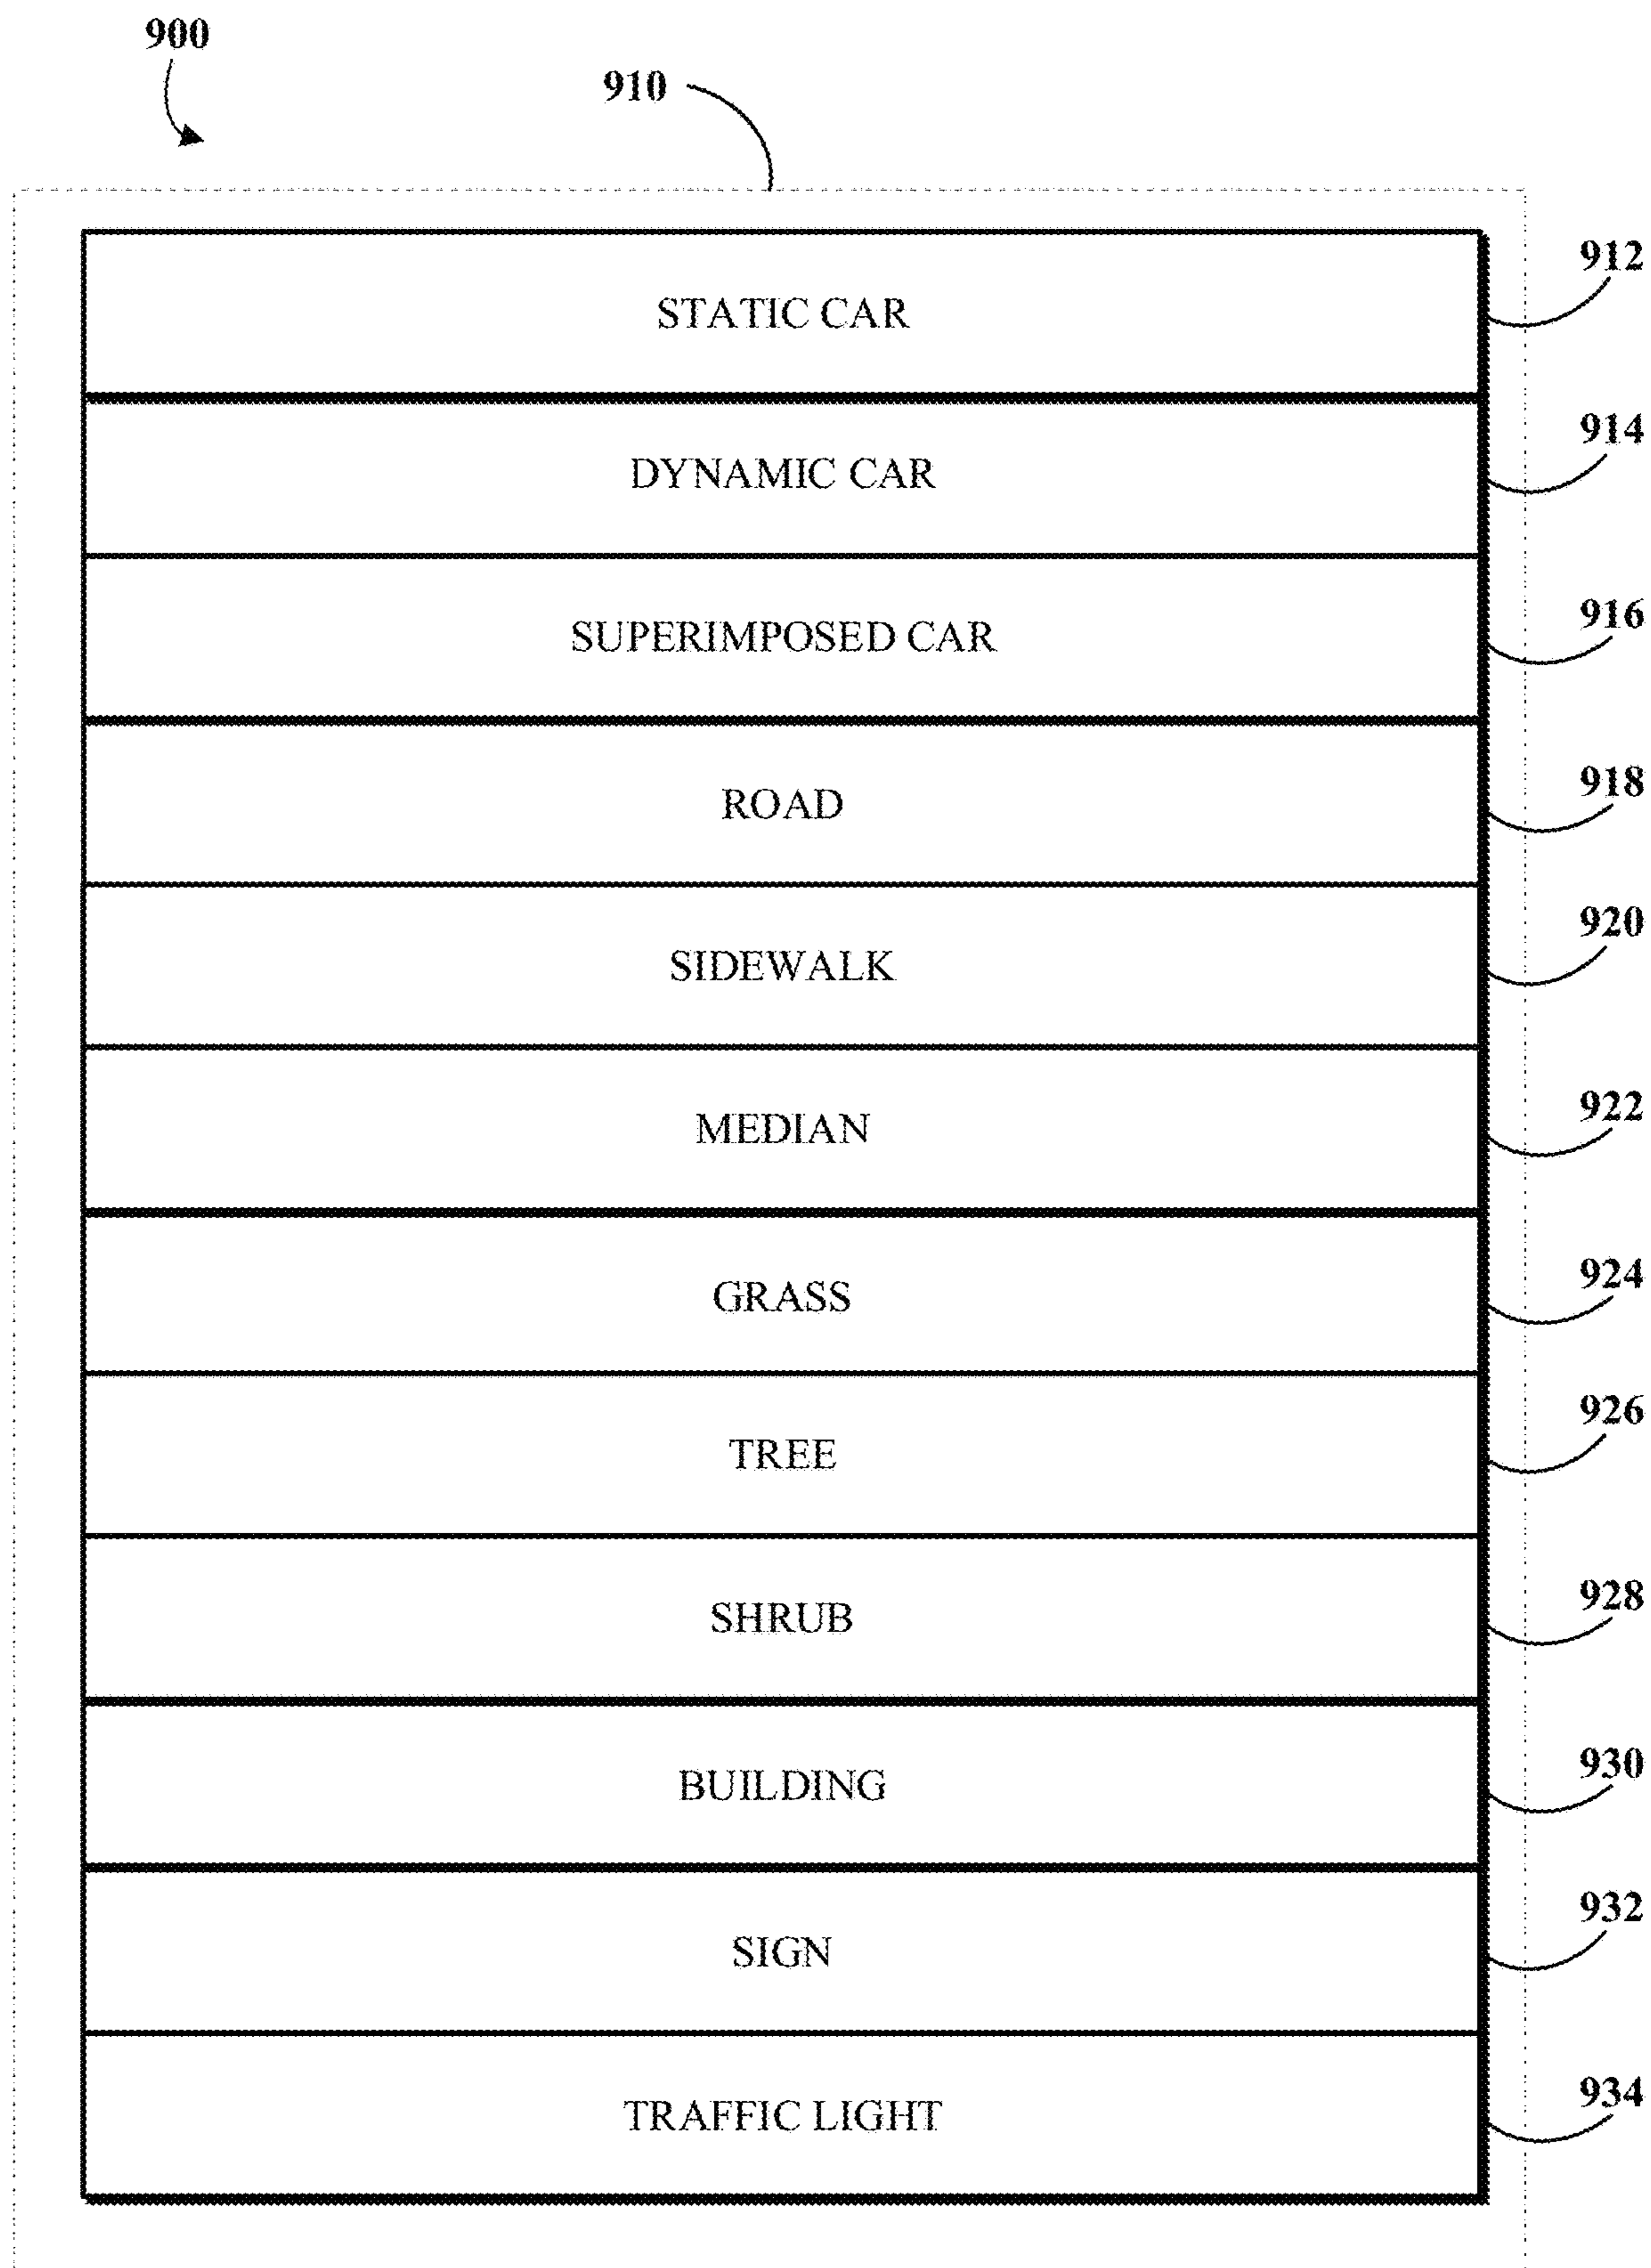 900
910
STATIC CAR
912
DYNAMIC CAR
914
SUPERIMPOSED CAR
916
ROAD
918
SIDEWALK
920
MEDIAN
922
GRASS
924
TREE
926
SHRUB
928
BUILDING
930
SIGN
932
TRAFFIC LIGHT
934